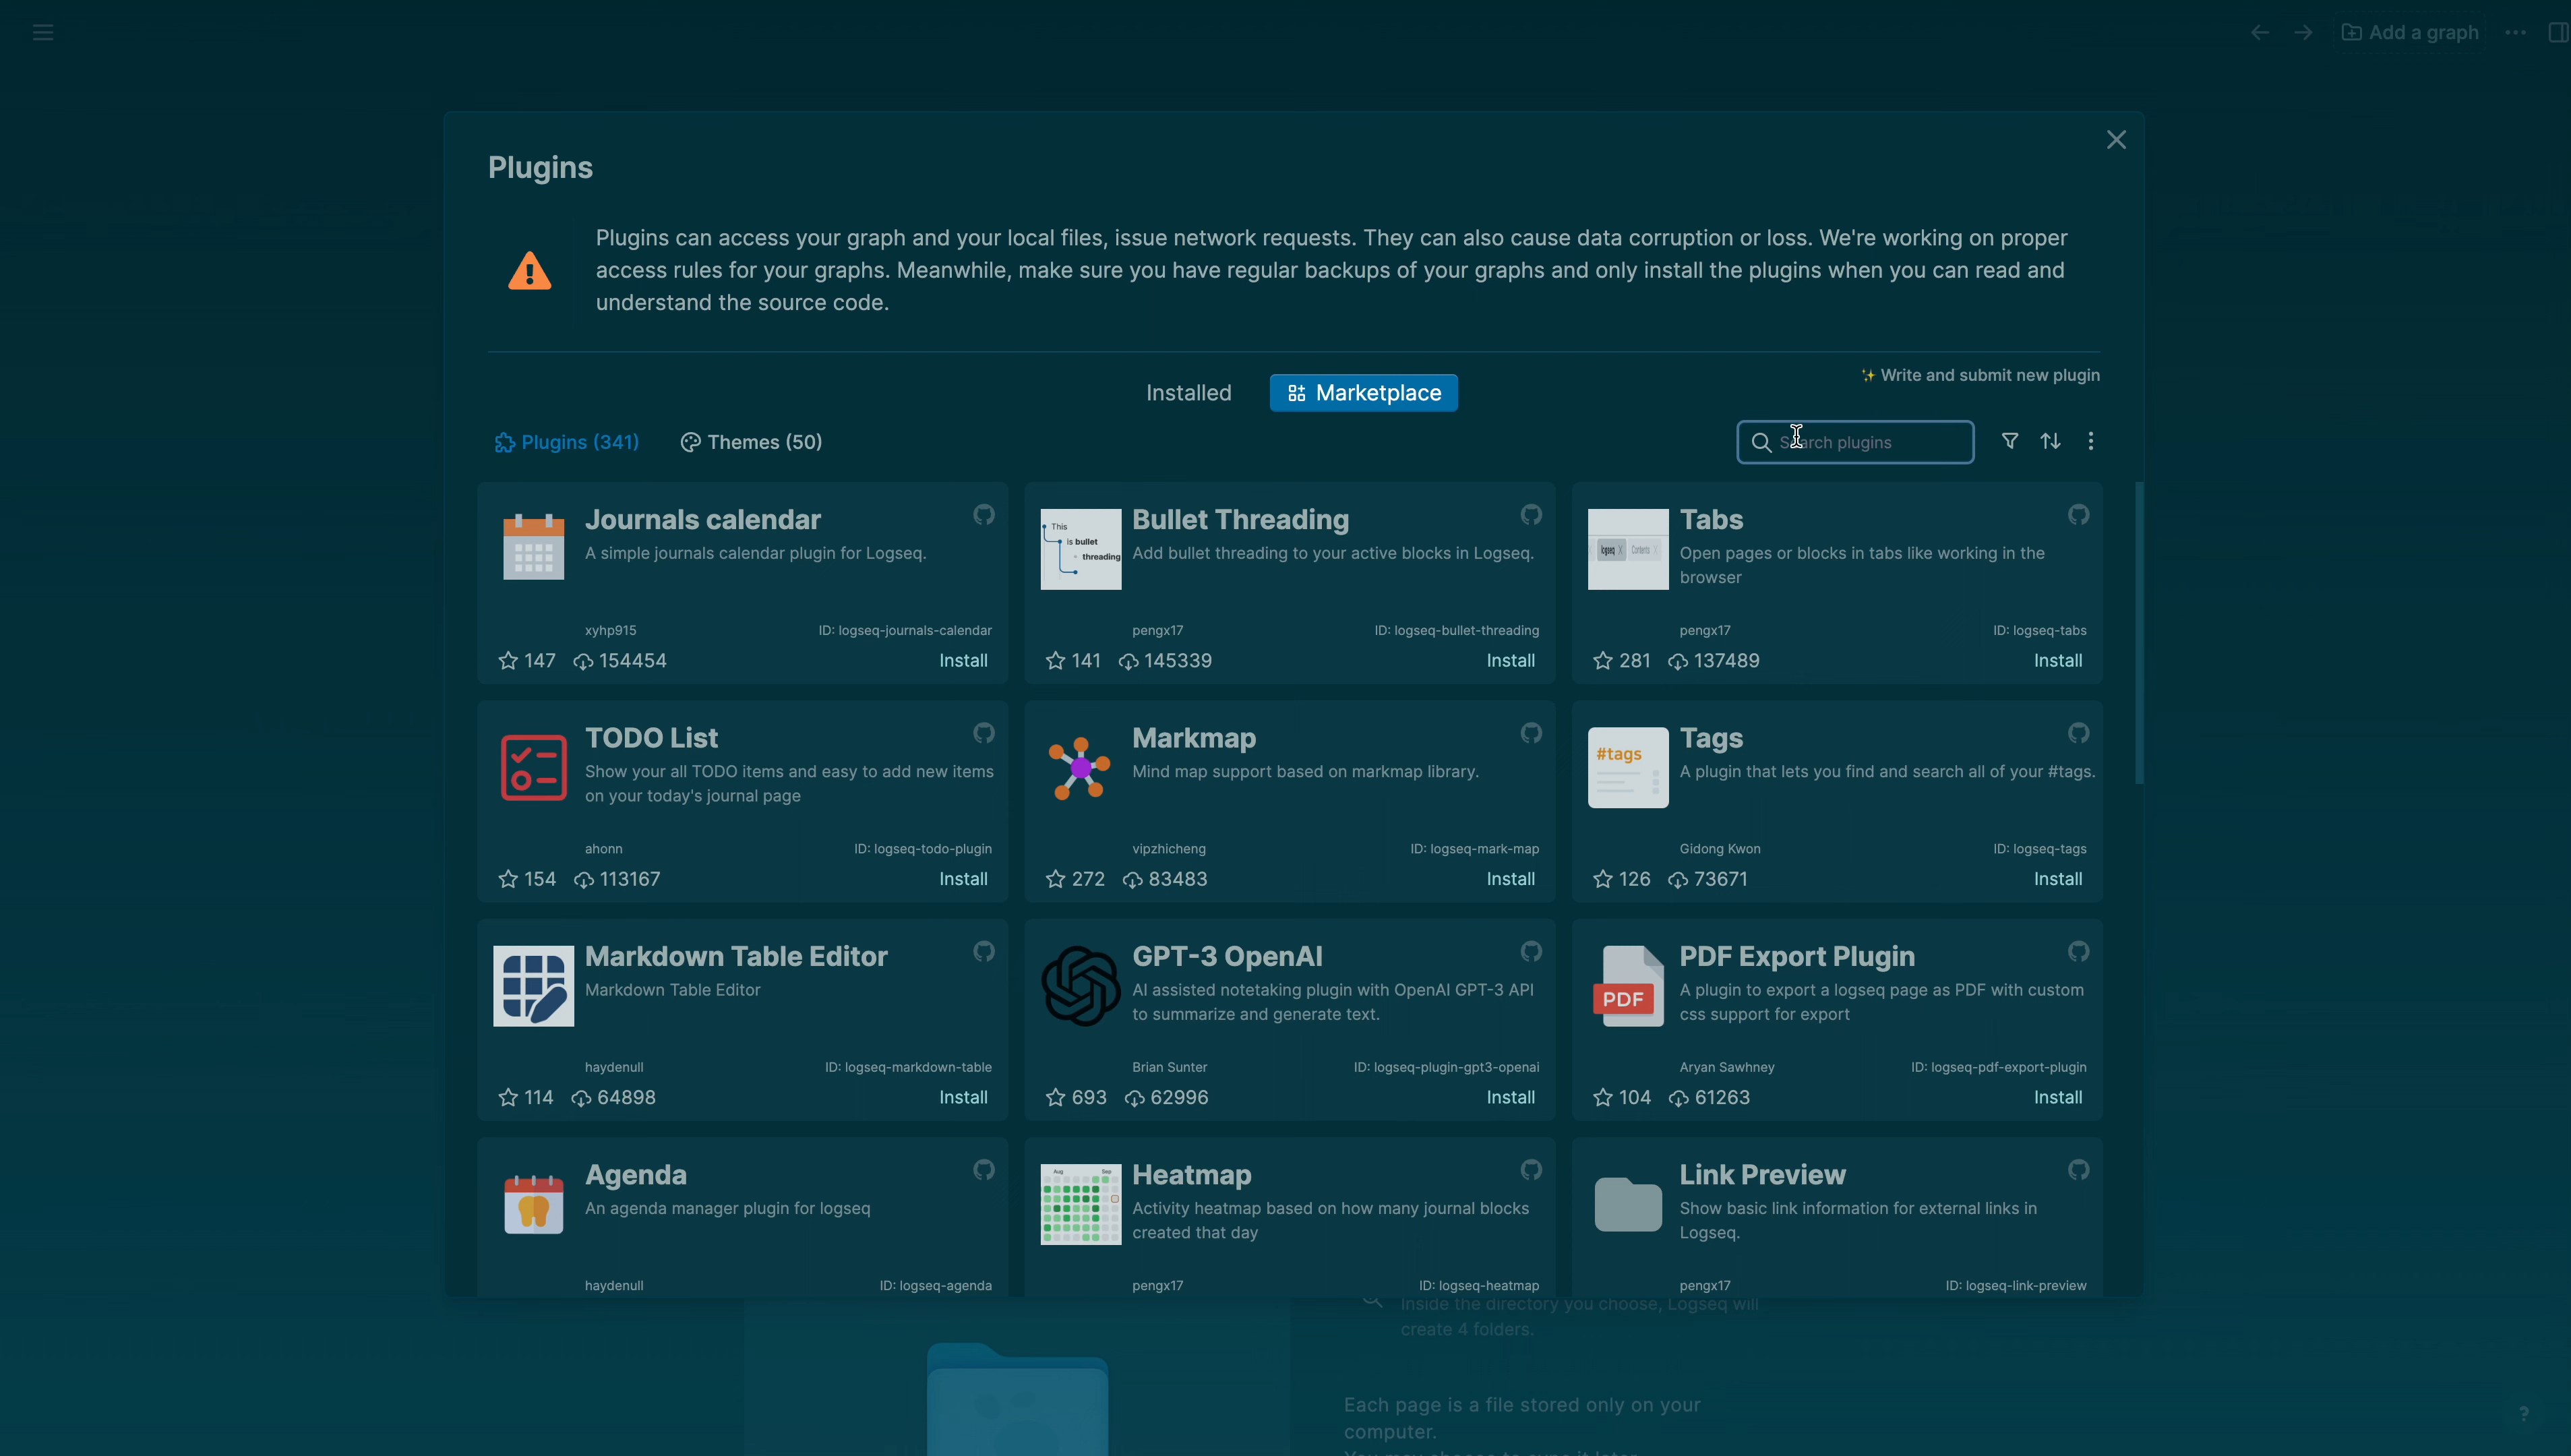 Add a graph
Plugins
Plugins can access your graph and your local files, issue network requests. They can also cause data corruption or loss. We're working on proper
access rules for your graphs. Meanwhile, make sure you have regular backups of your graphs and only install the plugins when you can read and
understand the source code.
Installed
Marketplace
✨ Write and submit new plugin
Plugins (341)
Themes (50)
Search plugins
Journals calendar
A simple journals calendar plugin for Logseq.
xyhp915
ID: logseq-journals-calendar
147
154454
Install
This
is bullet
threading
Bullet Threading
Add bullet threading to your active blocks in Logseq.
pengx17
ID: logseq-bullet-threading
141
145339
Install
logseq X
Contents X
Tabs
Open pages or blocks in tabs like working in the
browser
pengx17
ID: logseq-tabs
281
137489
Install
TODO List
Show your all TODO items and easy to add new items
on your today's journal page
ahonn
ID: logseq-todo-plugin
154
113167
Install
Markmap
Mind map support based on markmap library.
vipzhicheng
ID: logseq-mark-map
272
83483
Install
#tags
Tags
A plugin that lets you find and search all of your #tags.
Gidong Kwon
ID: logseq-tags
126
73671
Install
Markdown Table Editor
Markdown Table Editor
haydenull
ID: logseq-markdown-table
114
64898
Install
GPT-3 OpenAI
AI assisted notetaking plugin with OpenAI GPT-3 API
to summarize and generate text.
Brian Sunter
ID: logseq-plugin-gpt3-openai
693
62996
Install
PDF
PDF Export Plugin
A plugin to export a logseq page as PDF with custom
css support for export
Aryan Sawhney
ID: logseq-pdf-export-plugin
104
61263
Install
Agenda
An agenda manager plugin for logseq
haydenull
ID: logseq-agenda
Aug
Sep
Heatmap
Activity heatmap based on how many journal blocks
created that day
pengx17
ID: logseq-heatmap
Link Preview
Show basic link information for external links in
Logseq.
pengx17
ID: logseq-link-preview
Inside the directory you choose, Logseq will
create 4 folders.
Each page is a file stored only on your
computer.
?